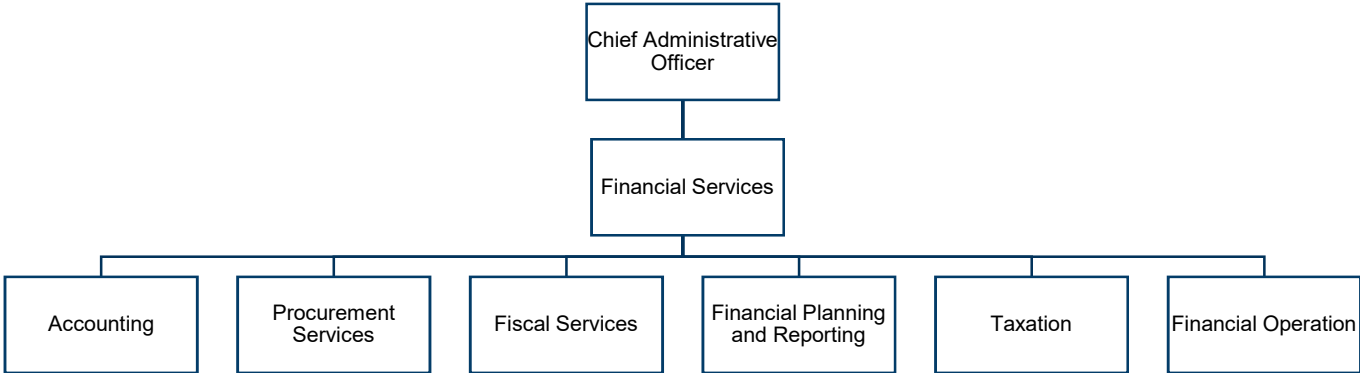 Chief Administrative
Officer
Financial Services
Accounting
Procurement
Services
Fiscal Services
Financial Planning
and Reporting
Taxation
Financial Operation